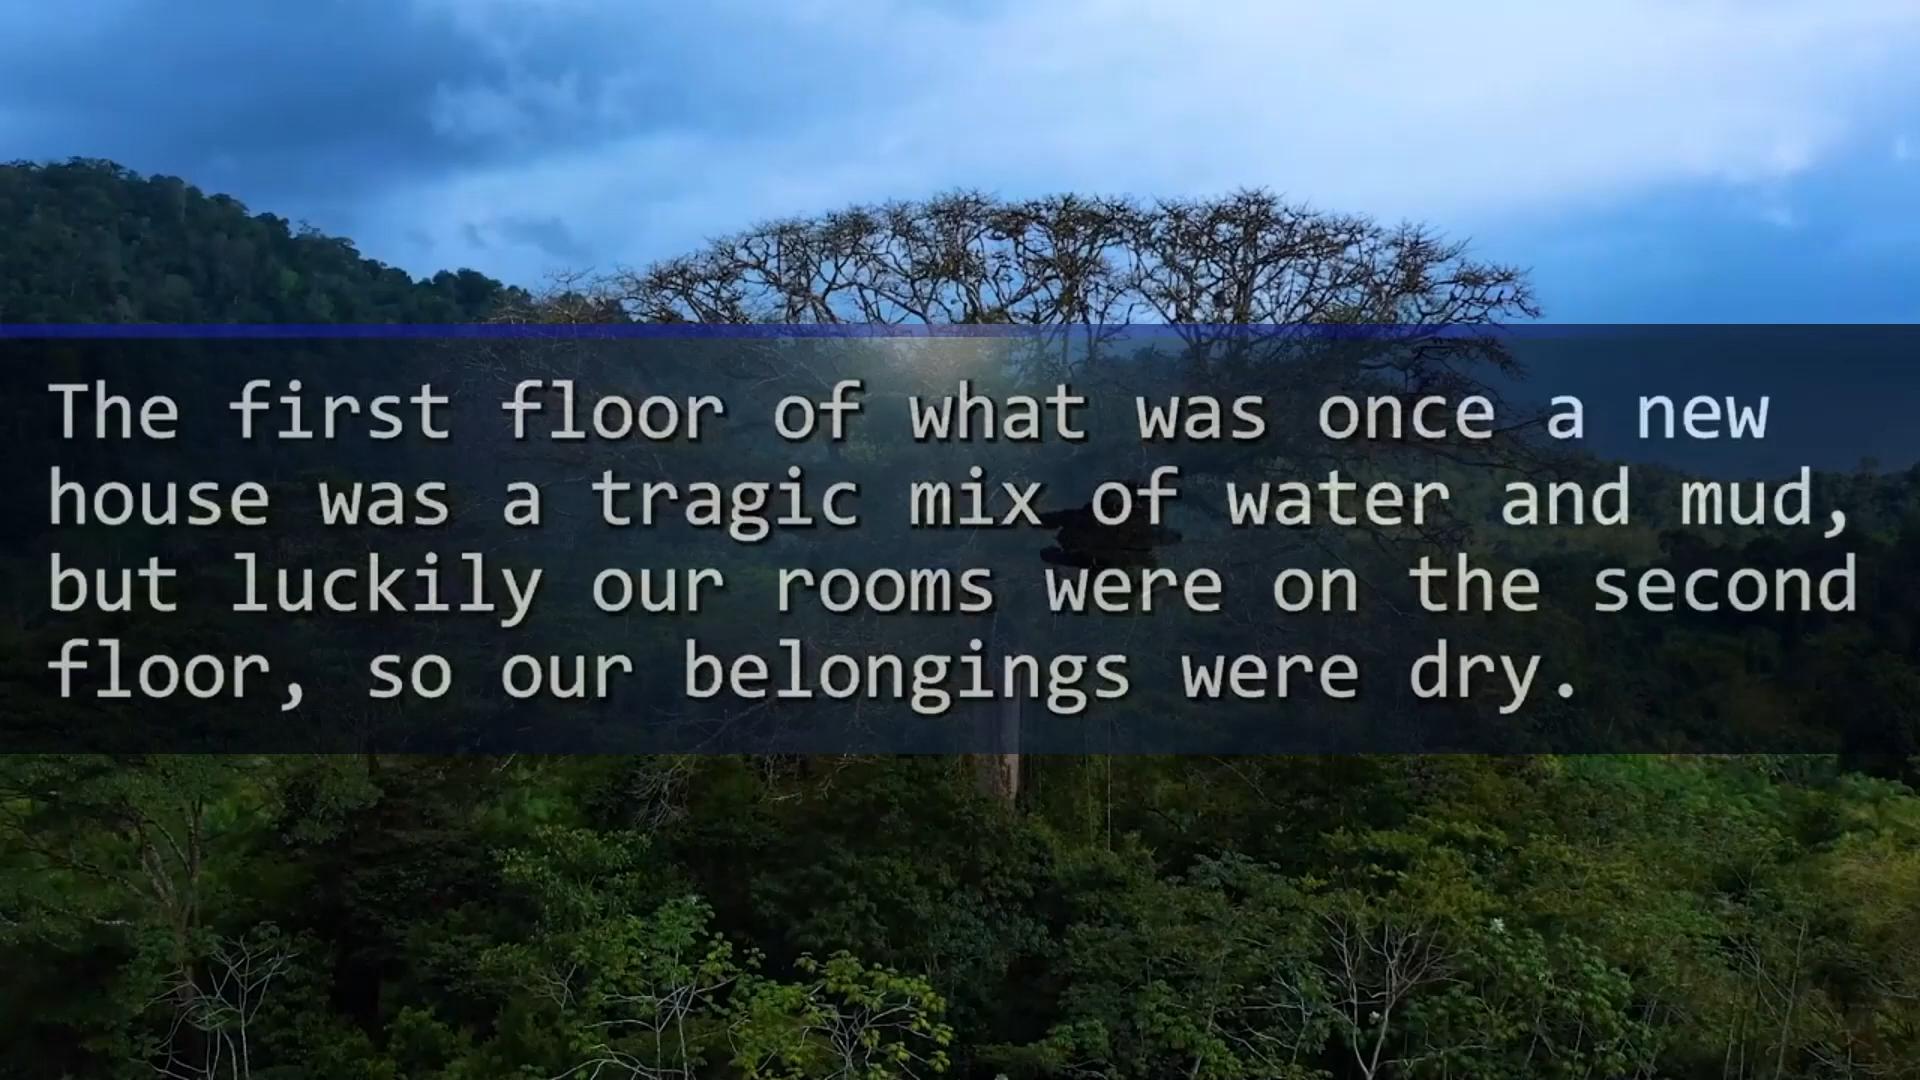 The first floor of what was once a new
house was a tragic mix of water and mud,
but luckily our rooms were on the second
floor, so our belongings were dry.